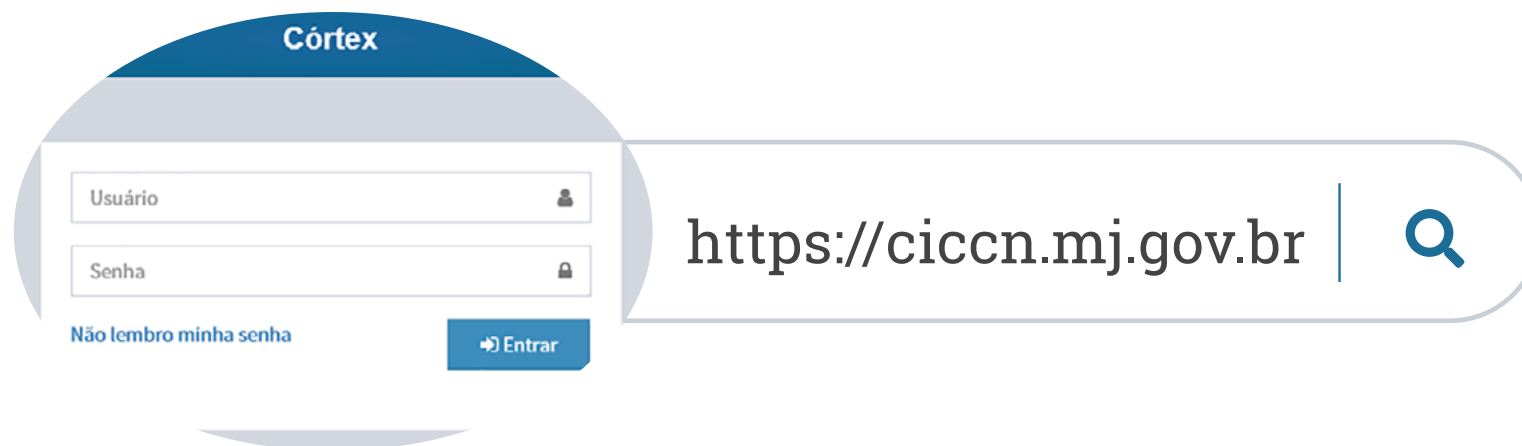 Córtex
Usuário
Senha
Não lembro minha senha
Entrar
https://ciccn.mj.gov.br